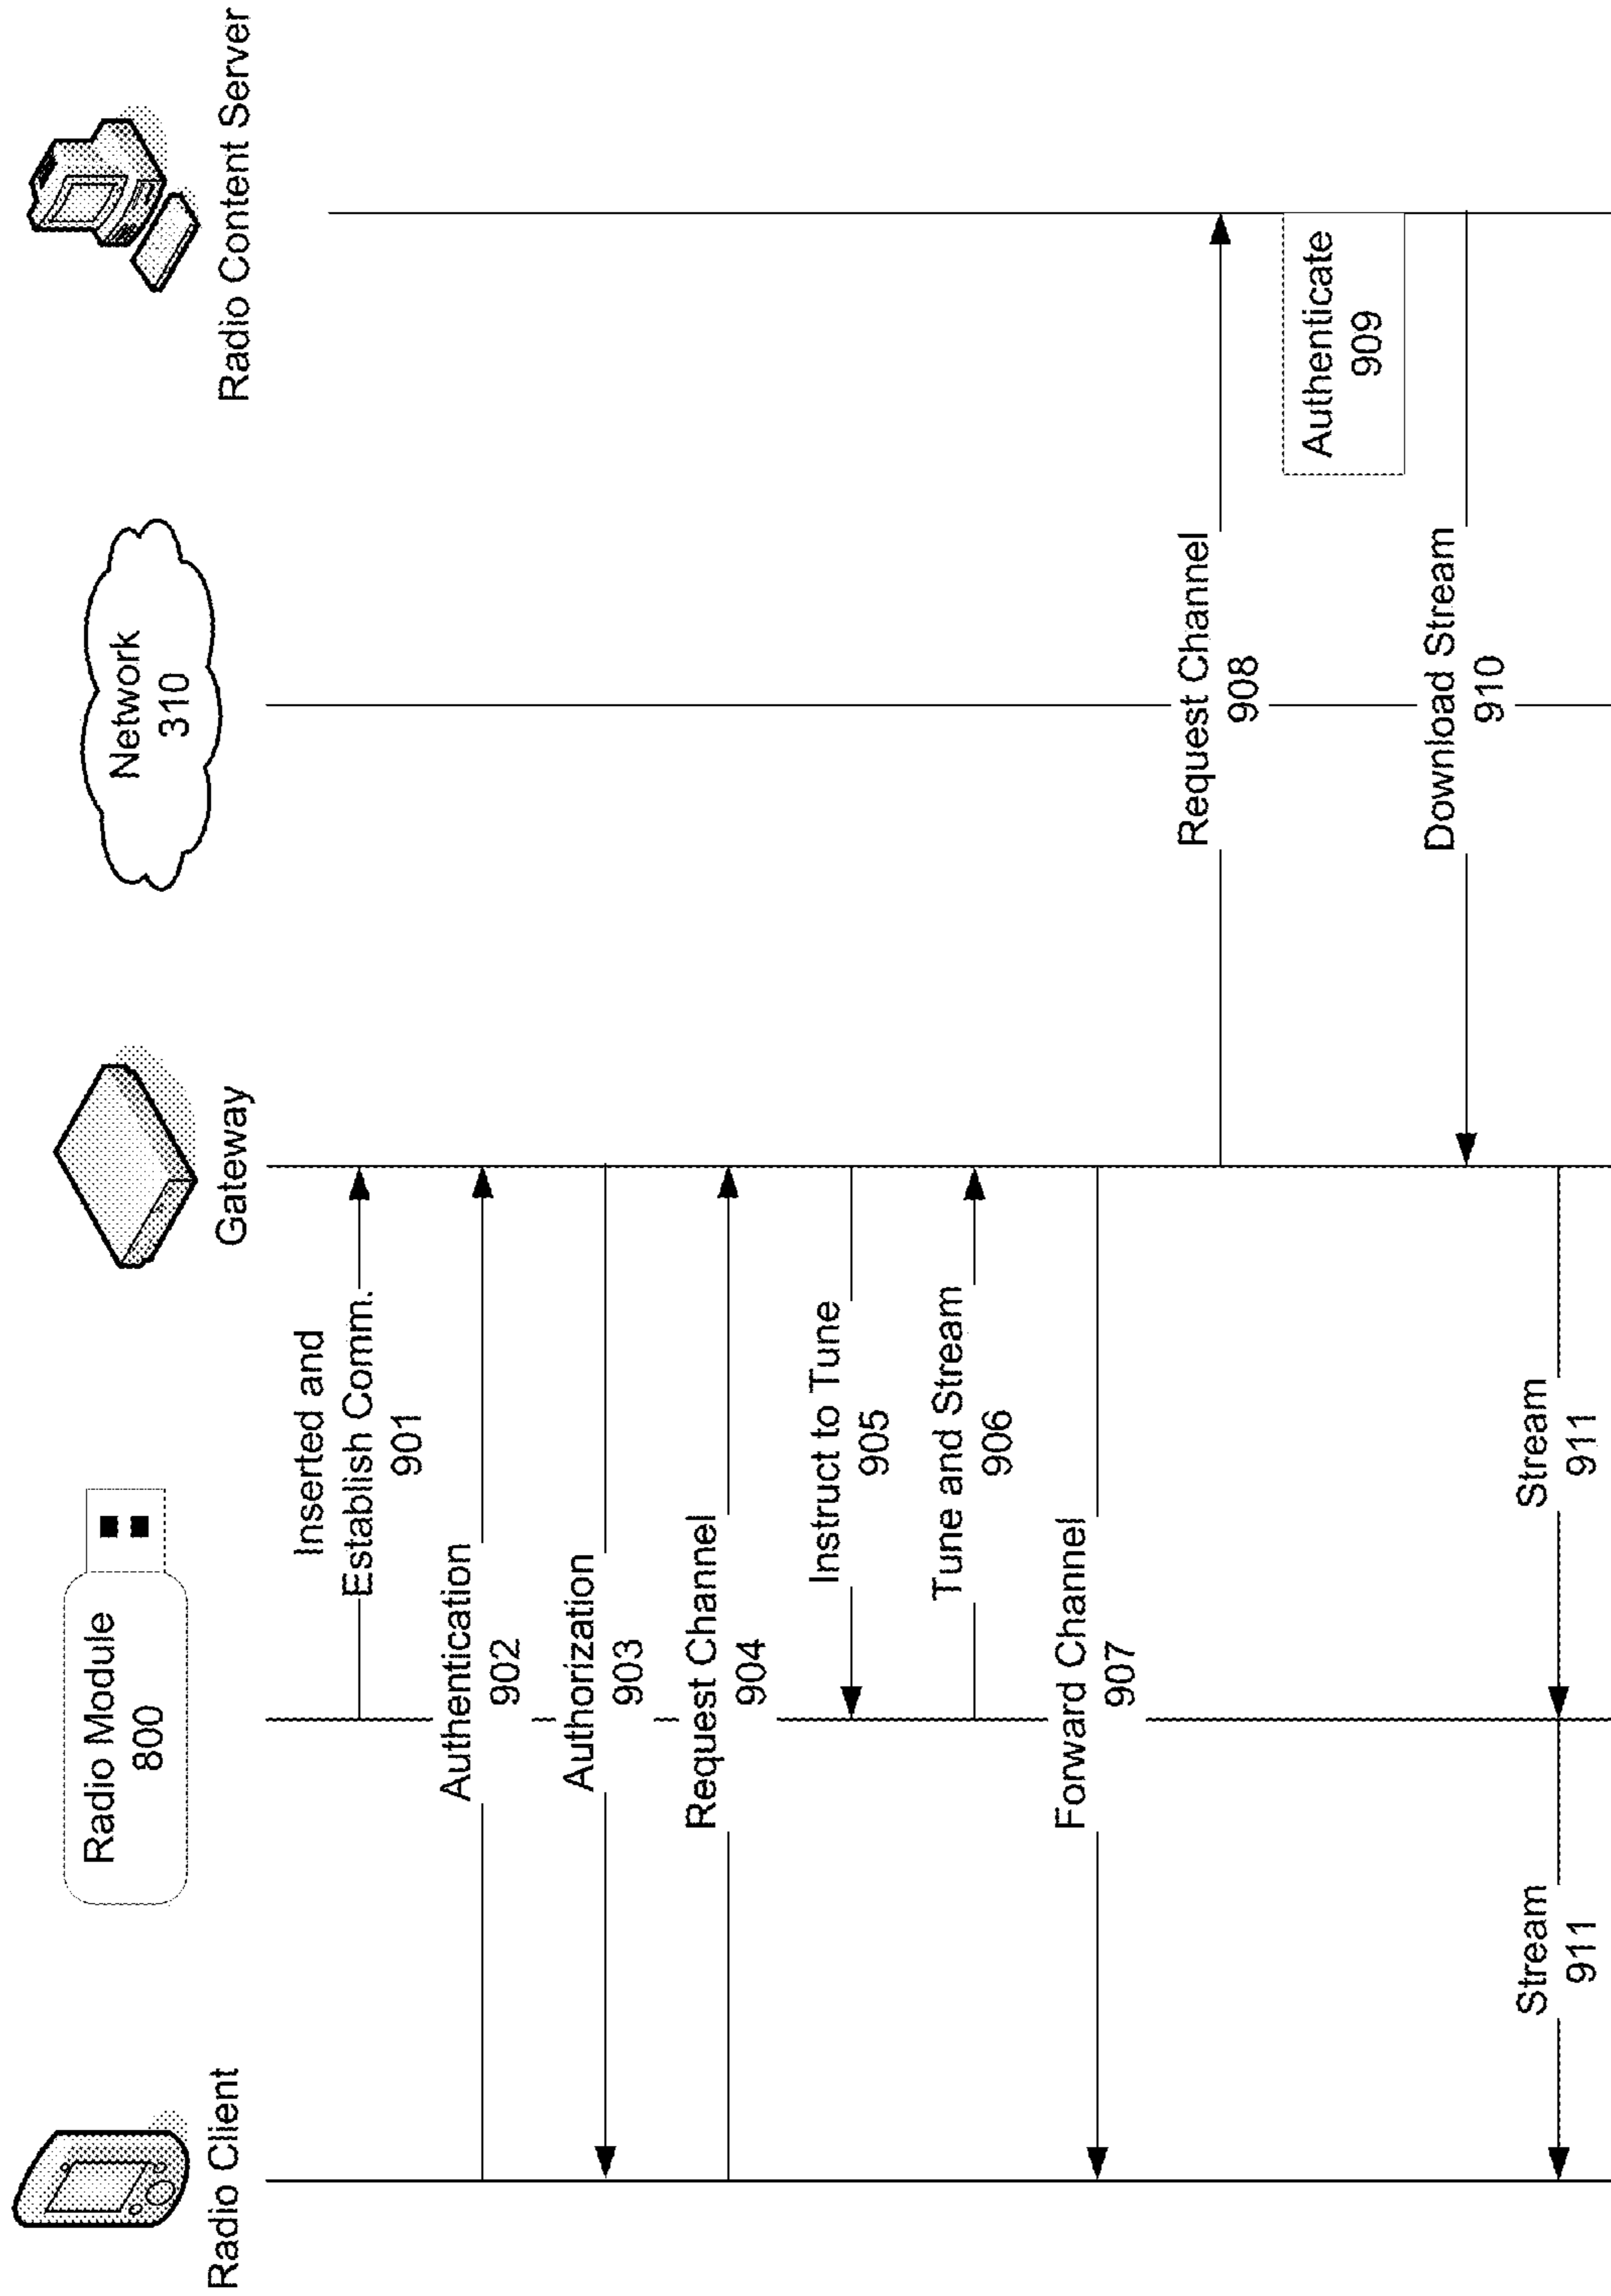 Radio Client
Radio Module
800
Gateway
Network
310
Radio Content Server
Inserted and
Establish Comm.
901
Authentication
902
Authorization
903
Request Channel
904
Instruct to Tune
905
Tune and Stream
906
Forward Channel
907
Request Channel
908
Authenticate
909
Download Stream
910
Stream
911
Stream
911